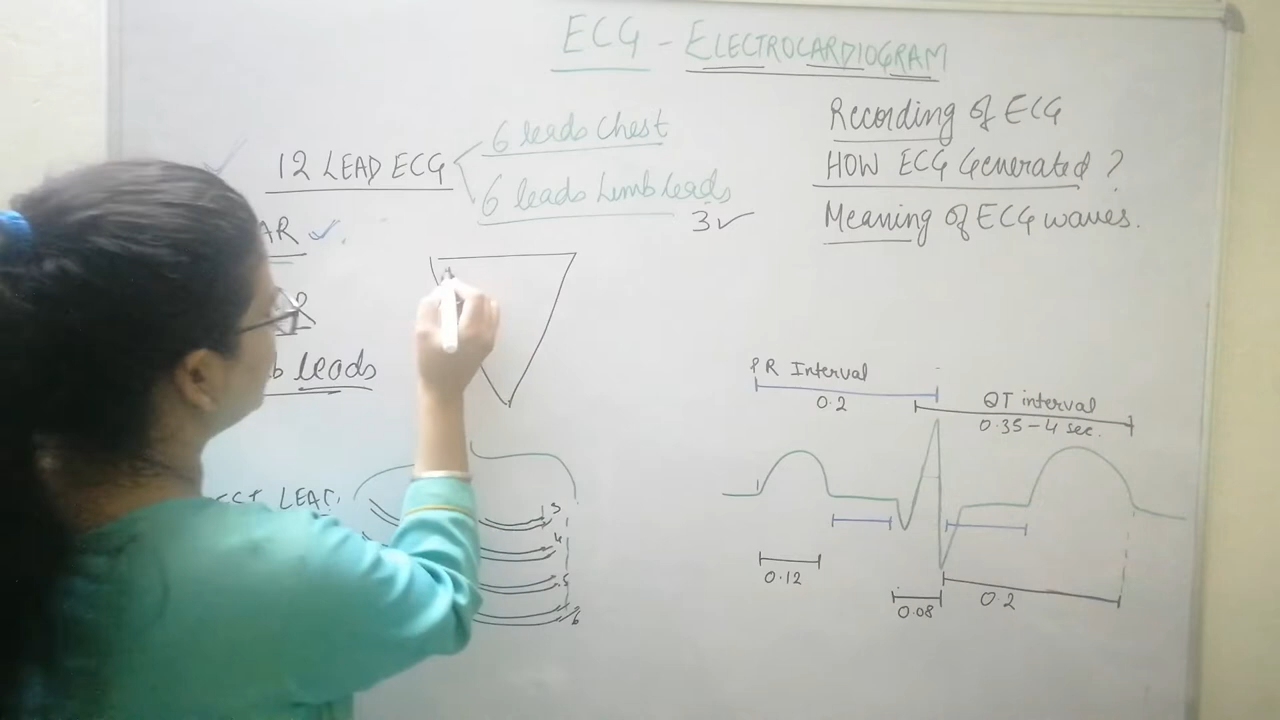 ECG - ELECTROCARDIOGRAM
12 LEAD ECG
6 leads Chest
6 leads Limb Leads
3✓
AR ✓.
Leads
Recording of ECG
HOW ECG Generated?
Meaning of ECG waves.
PR Interval
0.2
QT interval
0.35-4 sec.
0.12
0.08
0.2
3
4
5
6